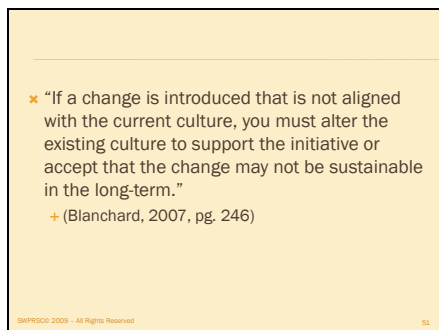 “If a change is introduced that is not aligned
with the current culture, you must alter the
existing culture to support the initiative or
accept that the change may not be sustainable
in the long-term.”
(Blanchard, 2007, pg. 246)
SWPRSC© 2009 – All Rights Reserved
51